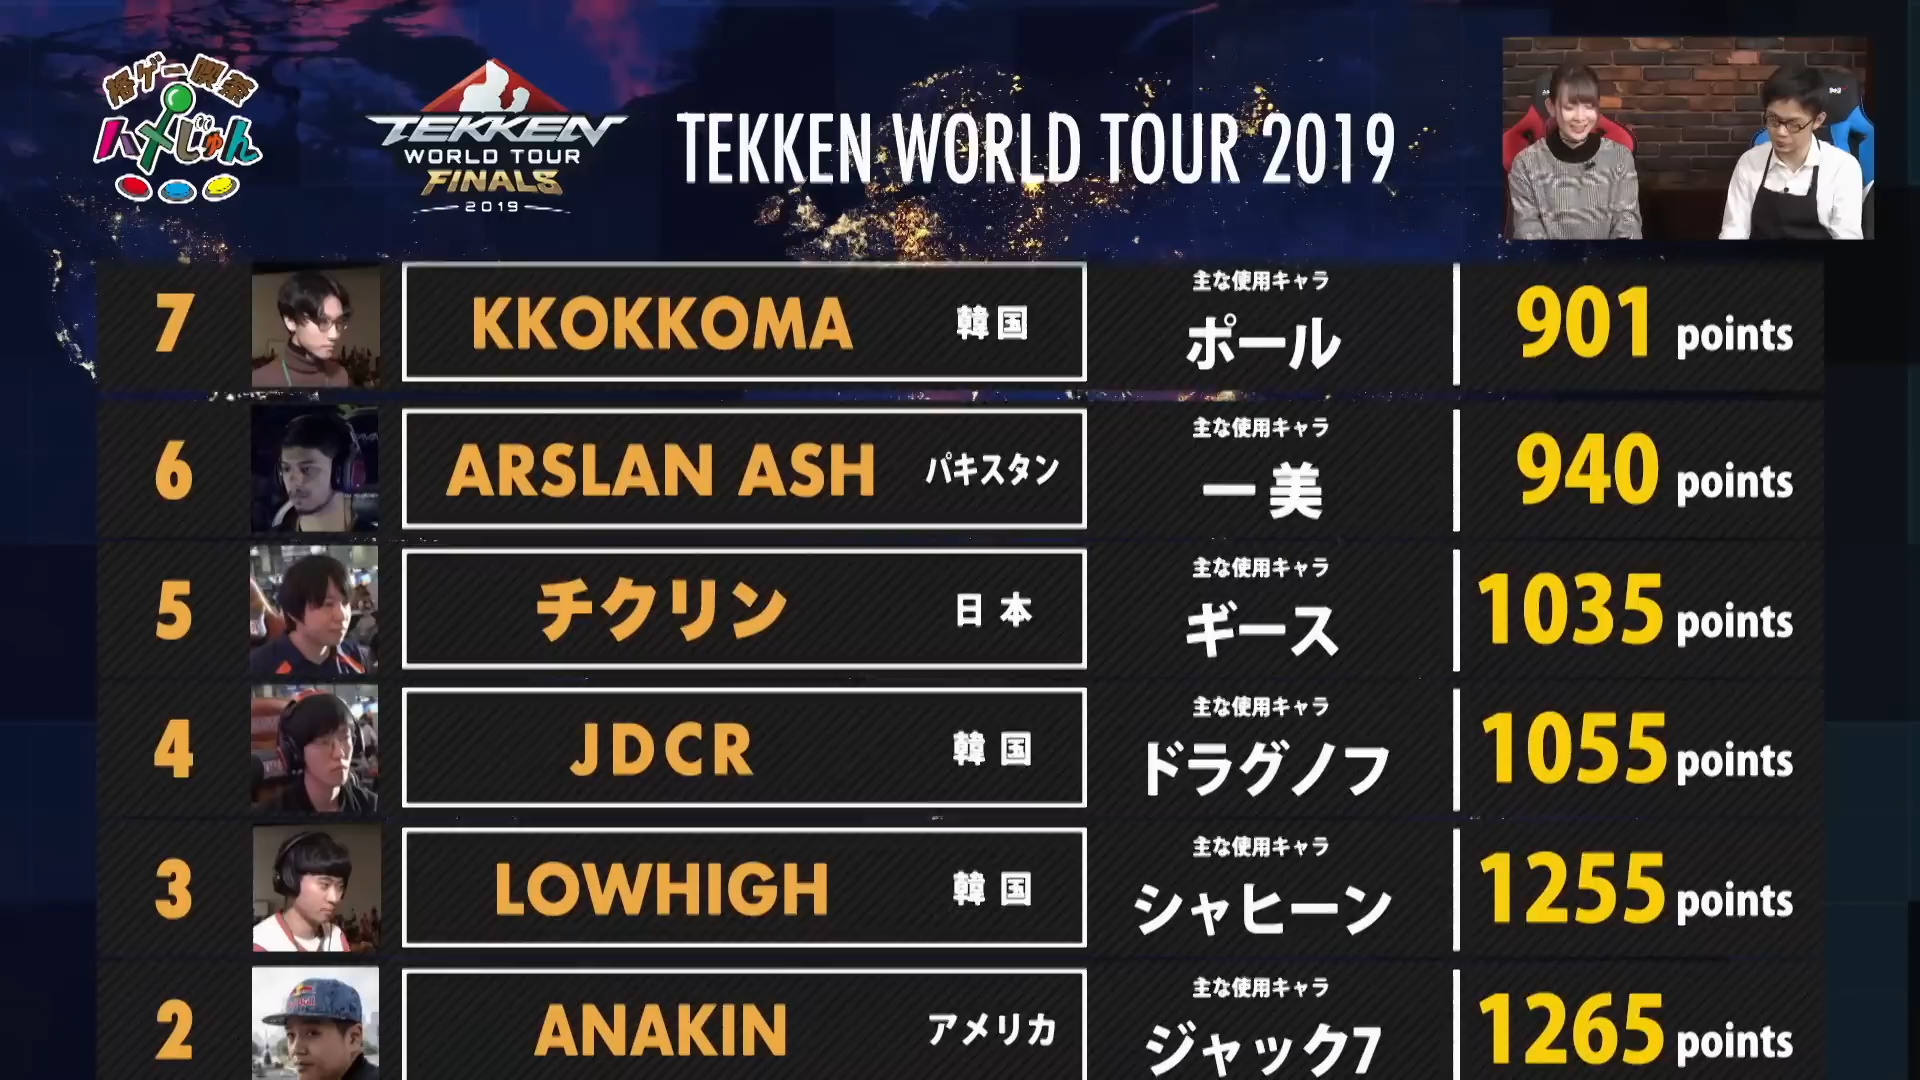 格ゲー喫茶
ハメじゅん
TEKKEN
WORLD TOUR
FINALS
2019
TEKKEN WORLD TOUR 2019
7
KKOKKOMA
韓国
主な使用キャラ
ポール
901 points
6
ARSLAN ASH
パキスタン
主な使用キャラ
一美
940 points
5
チクリン
日本
主な使用キャラ
ギース
1035 points
4
JDCR
韓国
主な使用キャラ
ドラグノフ
1055 points
3
LOWHIGH
韓国
主な使用キャラ
シャヒーン
1255 points
2
ANAKIN
アメリカ
主な使用キャラ
ジャック7
1265 points